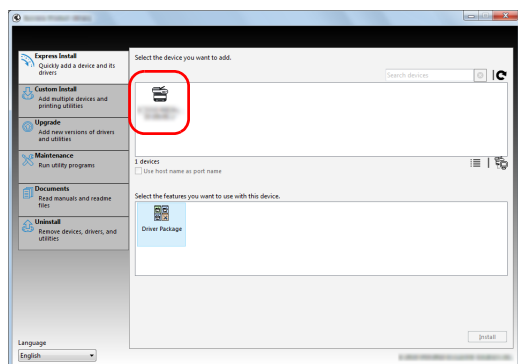 Express Install
Quickly add a device and its
drivers
Custom Install
Add multiple devices and
printing utilities
Upgrade
Add new versions of drivers
and utilities
Maintenance
Run utility programs
Documents
Read manuals and readme
files
Uninstall
Remove devices, drivers, and
utilities
Language
English
Select the device you want to add.
Search devices
1 devices
Use host name as port name
Select the features you want to use with this device.
Driver Package
Install